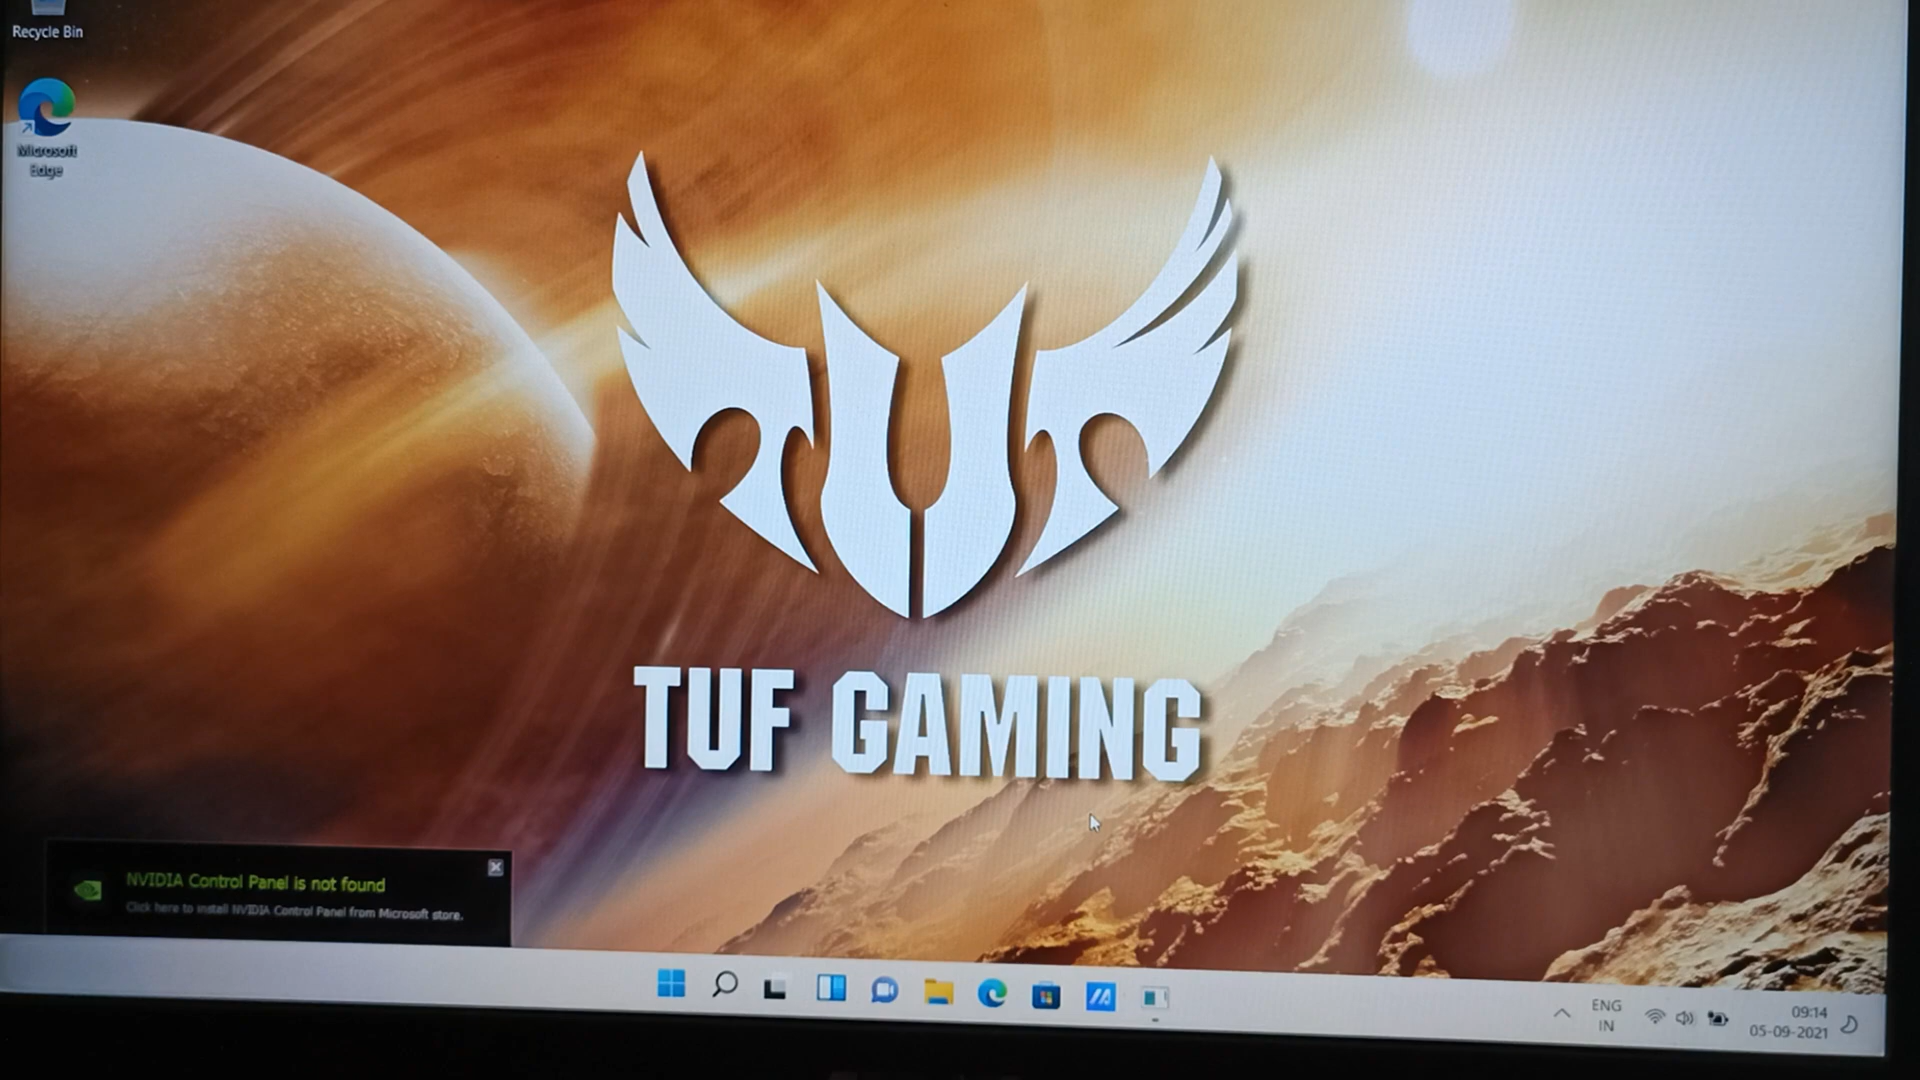 Recycle Bin
Microsoft
Edge
TUF
TUF GAMING
NVIDIA Control Panel is not found
Click here to install NVIDIA Control Panel from Microsoft store.
ENG
IN
09:14
05-09-2021